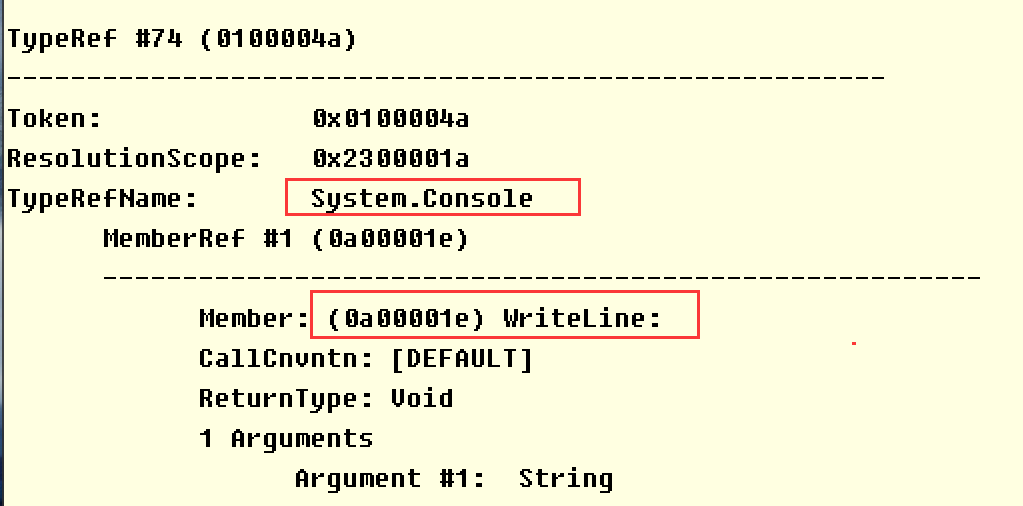 TypeRef #74 (0100004a)
-------------------------------------------------------
Token: 0x0100004a
ResolutionScope: 0x2300001a
TypeRefName: System.Console
MemberRef #1 (0a00001e)
-------------------------------------------------------
Member: (0a00001e) WriteLine:
CallCnvntn: [DEFAULT]
ReturnType: Void
1 Arguments
Argument #1: String